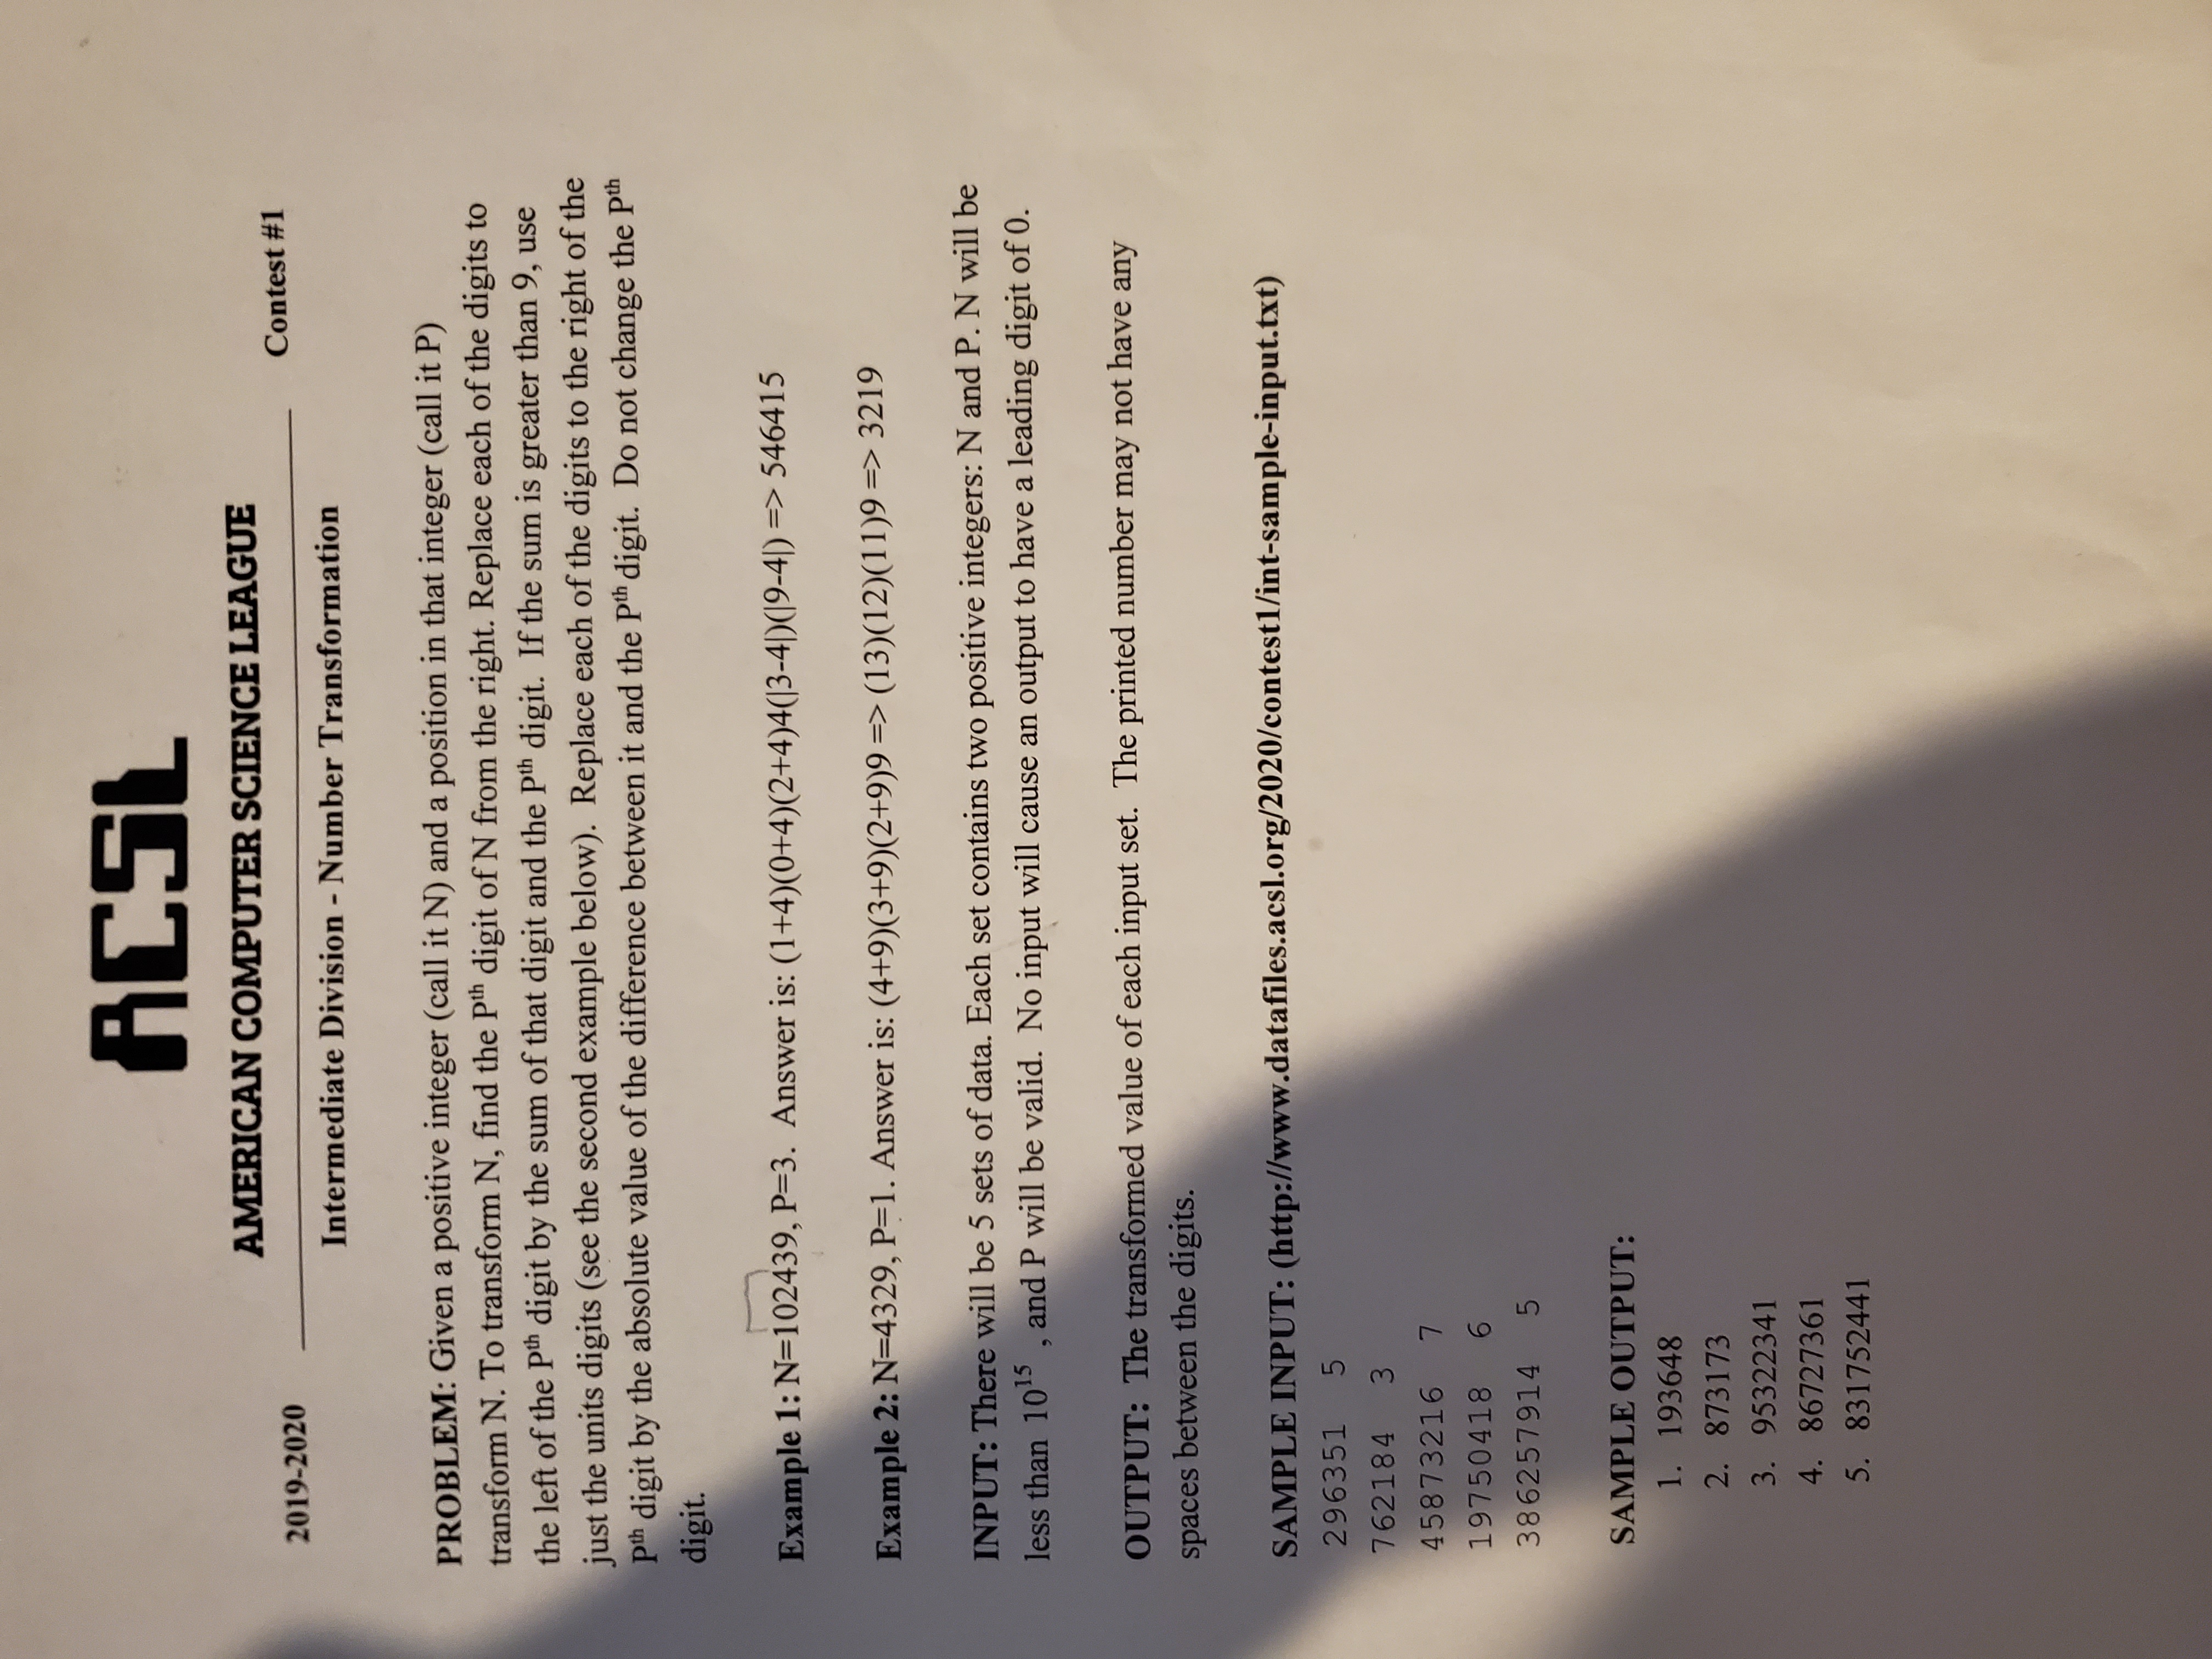 ACSL
AMERICAN COMPUTER SCIENCE LEAGUE
2019-2020 Contest #1
Intermediate Division - Number Transformation
PROBLEM: Given a positive integer (call it N) and a position in that integer (call it P)
transform N. To transform N, find the Pth digit of N from the right. Replace each of the digits to
the left of the Pth digit by the sum of that digit and the Pth digit. If the sum is greater than 9, use
just the units digits (see the second example below). Replace each of the digits to the right of the
Pth digit by the absolute value of the difference between it and the Pth digit. Do not change the Pth
digit.
Example 1: N=102439, P=3. Answer is: (1+4)(0+4)(2+4)4(|3-4|)(|9-4|) => 546415
Example 2: N=4329, P=1. Answer is: (4+9)(3+9)(2+9)9 => (13)(12)(11)9 => 3219
INPUT: There will be 5 sets of data. Each set contains two positive integers: N and P. N will be
less than 10^15 , and P will be valid. No input will cause an output to have a leading digit of 0.
OUTPUT: The transformed value of each input set. The printed number may not have any
spaces between the digits.
SAMPLE INPUT: (http://www.datafiles.acsl.org/2020/contest1/int-sample-input.txt)
296351 5
762184 3
45873216 7
19750418 6
386257914 5
SAMPLE OUTPUT:
1. 193648
2. 873173
3. 95322341
4. 86727361
5. 831752441